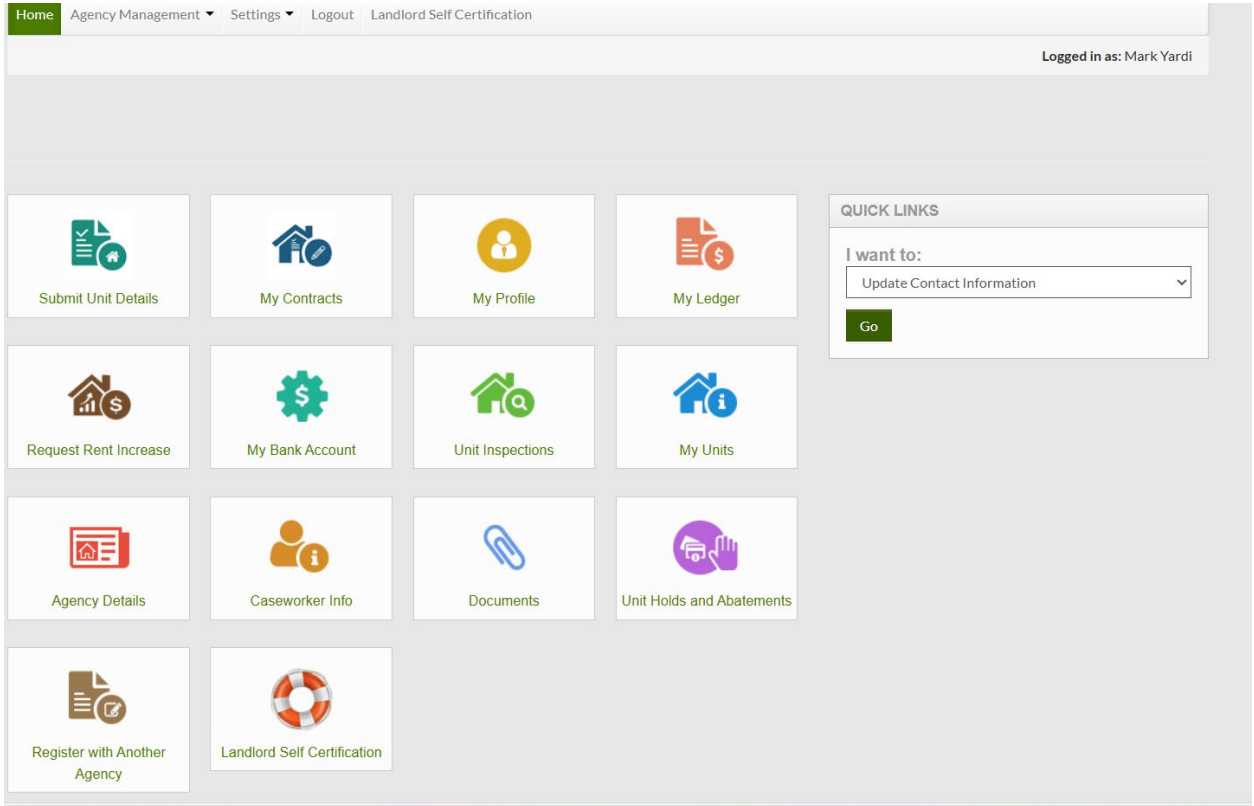 Home Agency Management Settings Logout Landlord Self Certification
Logged in as: Mark Yardi
Submit Unit Details
My Contracts
My Profile
My Ledger
QUICK LINKS
I want to:
Update Contact Information
Go
Request Rent Increase
My Bank Account
Unit Inspections
My Units
Agency Details
Caseworker Info
Documents
Unit Holds and Abatements
Register with Another
Agency
Landlord Self Certification